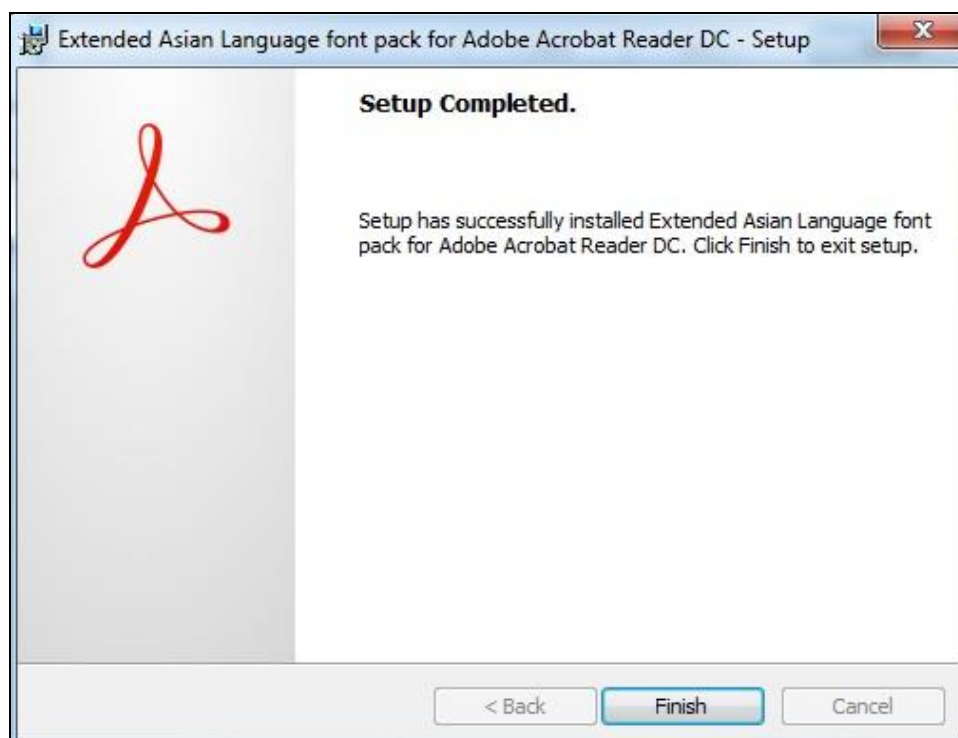 Extended Asian Language font pack for Adobe Acrobat Reader DC - Setup
Setup Completed.
Setup has successfully installed Extended Asian Language font
pack for Adobe Acrobat Reader DC. Click Finish to exit setup.
< Back Finish Cancel